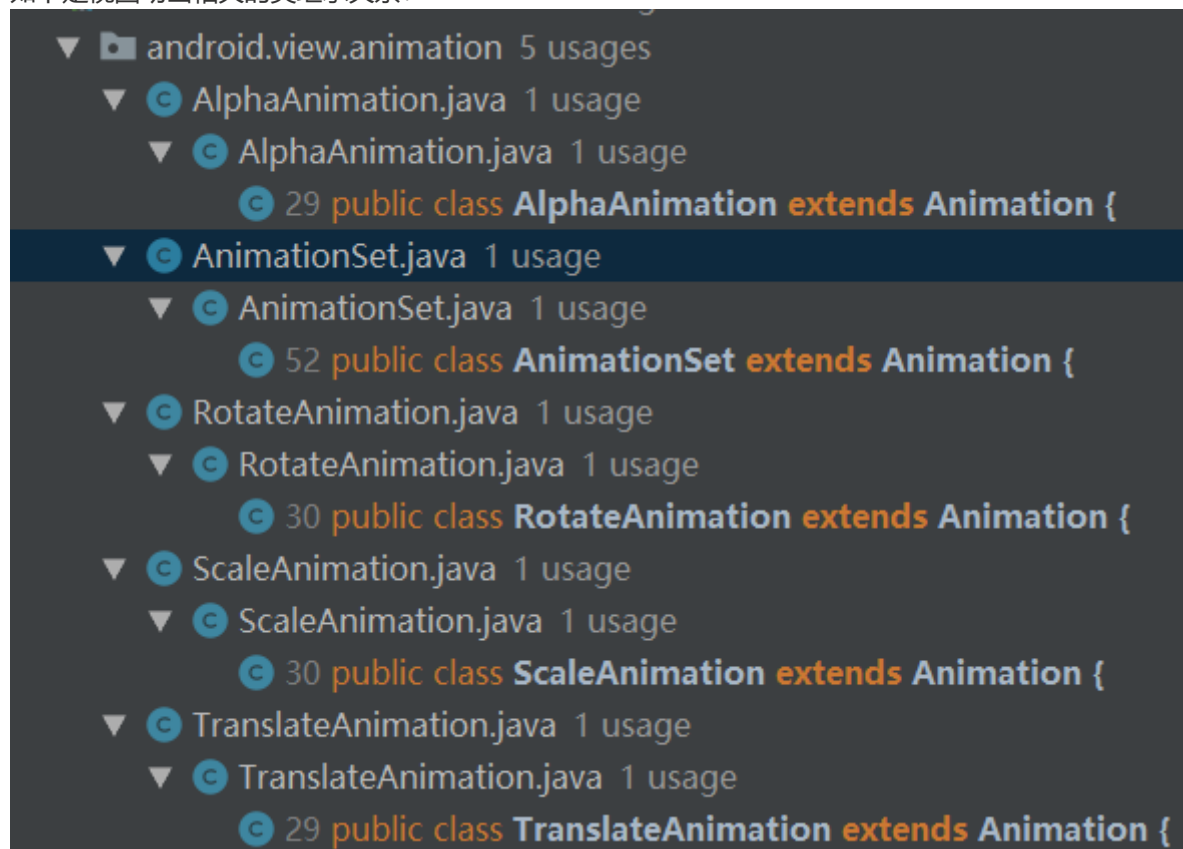 android.view.animation 5 usages
AlphaAnimation.java 1 usage
AlphaAnimation.java 1 usage
29 public class AlphaAnimation extends Animation {
AnimationSet.java 1 usage
AnimationSet.java 1 usage
52 public class AnimationSet extends Animation {
RotateAnimation.java 1 usage
RotateAnimation.java 1 usage
30 public class RotateAnimation extends Animation {
ScaleAnimation.java 1 usage
ScaleAnimation.java 1 usage
30 public class ScaleAnimation extends Animation {
TranslateAnimation.java 1 usage
TranslateAnimation.java 1 usage
29 public class TranslateAnimation extends Animation {